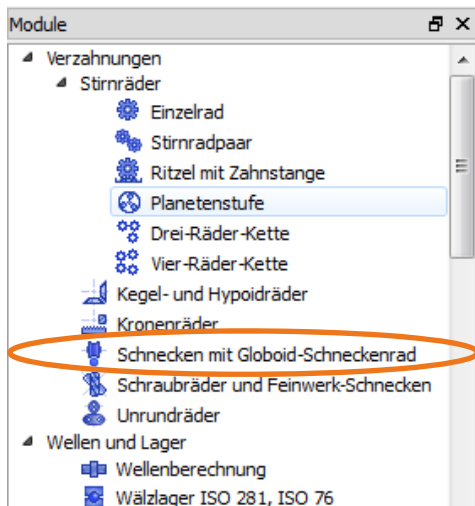 Module
Verzahnungen
Stirnräder
Einzelrad
Stirnradpaar
Ritzel mit Zahnstange
Planetenstufe
Drei-Räder-Kette
Vier-Räder-Kette
Kegel- und Hypoidräder
Kronenräder
Schnecken mit Globoid-Schneckenrad
Schraubräder und Feinwerk-Schnecken
Unrundräder
Wellen und Lager
Wellenberechnung
Wälzlager ISO 281, ISO 76